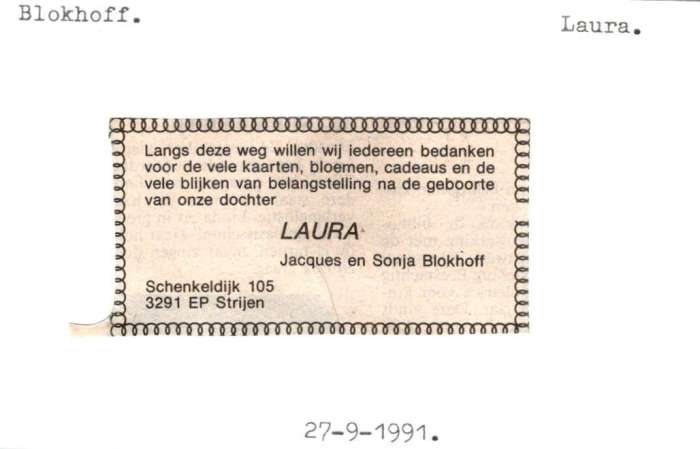 Blokhoff.
Laura.
Langs deze weg willen wij iedereen bedanken
voor de vele kaarten, bloemen, cadeaus en de
vele blijken van belangstelling na de geboorte
van onze dochter
LAURA
Jacques en Sonja Blokhoff
Schenkeldijk 105
3291 EP Strijen
27-9-1991.